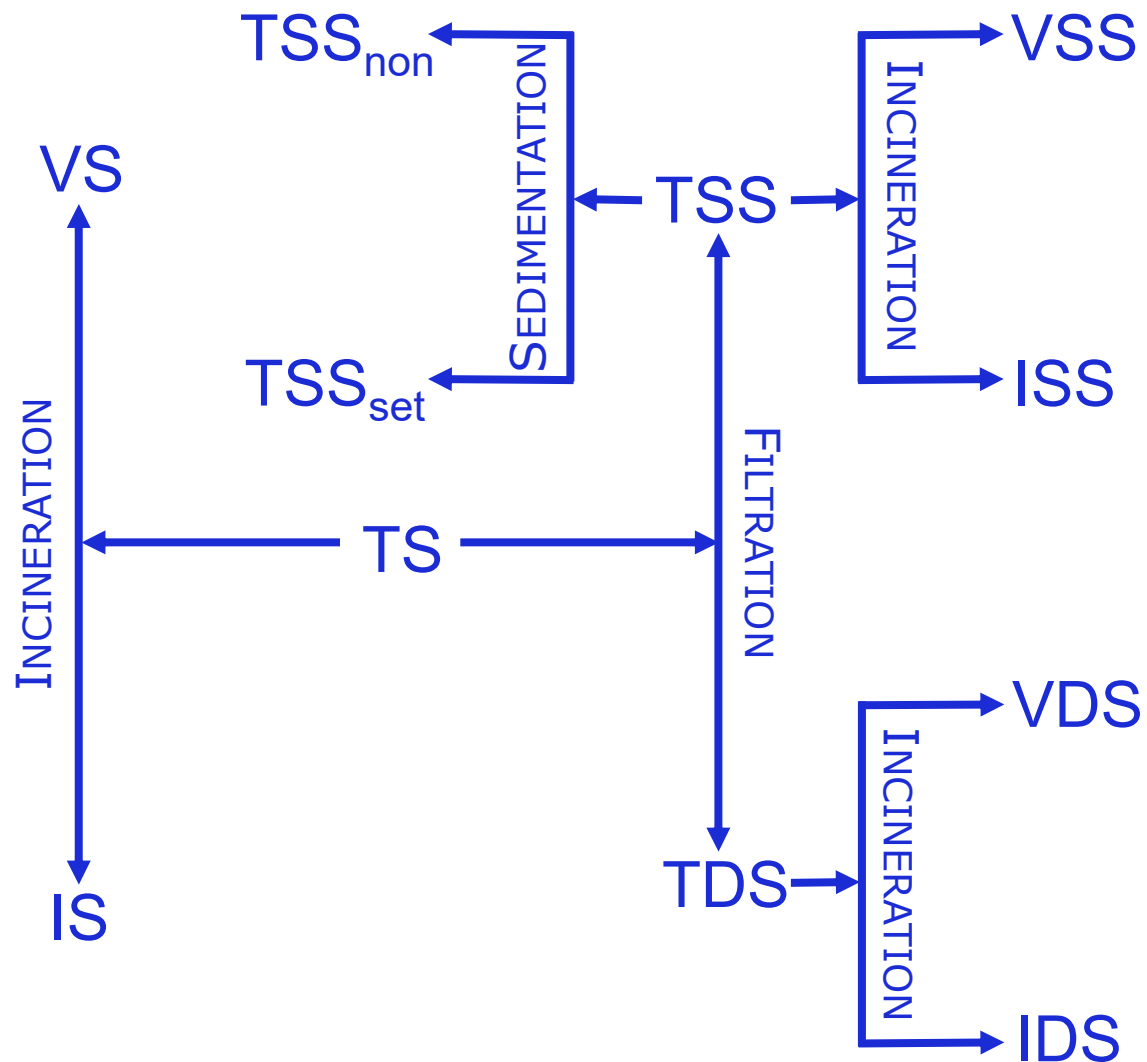 TSSnon
VSS
SEDIMENTATION
INCINERATION
VS
TSS
TSSset
ISS
INCINERATION
FILTRATION
TS
VDS
INCINERATION
TDS
IS
IDS